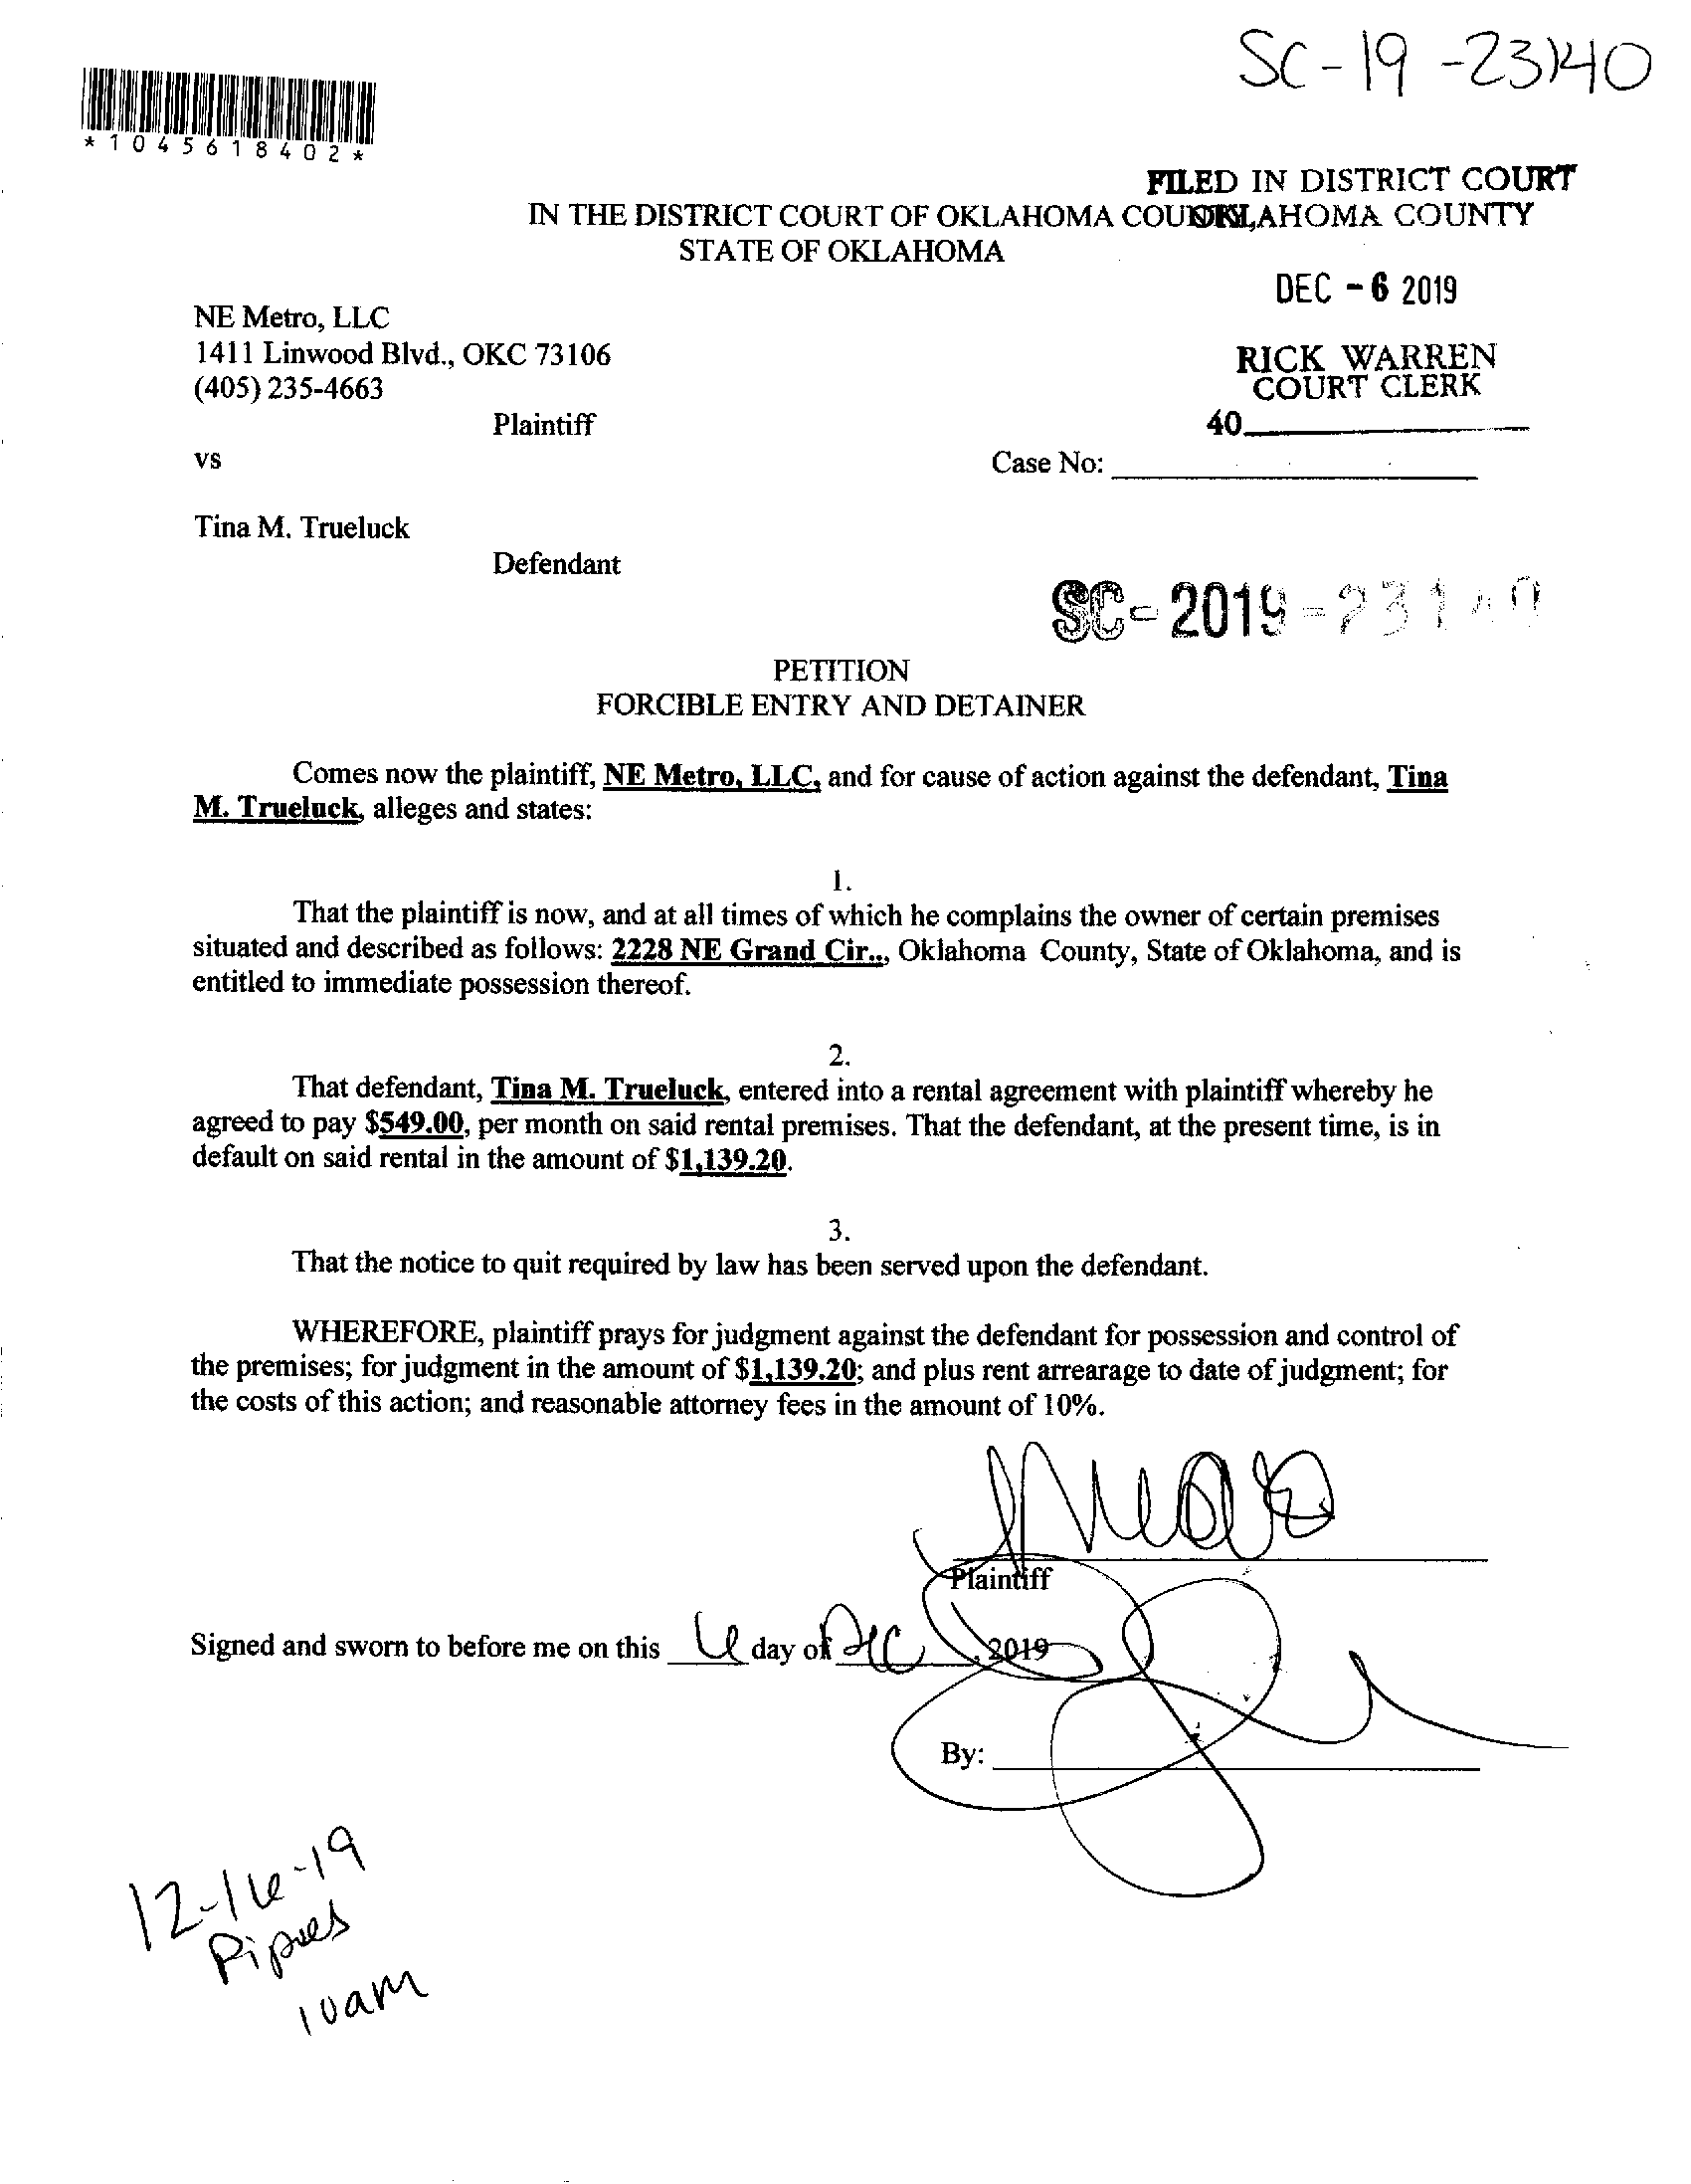 SC-19-23140
*1045618402*
FILED IN DISTRICT COURT
OKLAHOMA COUNTY
IN THE DISTRICT COURT OF OKLAHOMA COUNTY
STATE OF OKLAHOMA
DEC - 6 2019
NE Metro, LLC
1411 Linwood Blvd., OKC 73106
RICK WARREN
COURT CLERK
(405) 235-4663
Plaintiff
40
vs
Case No:
Tina M. Trueluck
Defendant
SC-2019-23140
PETITION
FORCIBLE ENTRY AND DETAINER
Comes now the plaintiff, NE Metro, LLC, and for cause of action against the defendant, Tina
M. Trueluck, alleges and states:
1.
That the plaintiff is now, and at all times of which he complains the owner of certain premises
situated and described as follows: 2228 NE Grand Cir.., Oklahoma County, State of Oklahoma, and is
entitled to immediate possession thereof.
2.
That defendant, Tina M. Trueluck, entered into a rental agreement with plaintiff whereby he
agreed to pay $549.00, per month on said rental premises. That the defendant, at the present time, is in
default on said rental in the amount of $1,139.20.
3.
That the notice to quit required by law has been served upon the defendant.
WHEREFORE, plaintiff prays for judgment against the defendant for possession and control of
the premises; for judgment in the amount of $1,139.20; and plus rent arrearage to date of judgment; for
the costs of this action; and reasonable attorney fees in the amount of 10%.
Plaintiff
Signed and sworn to before me on this 6 day of Dec, 2019
By:
12-16-19
10am